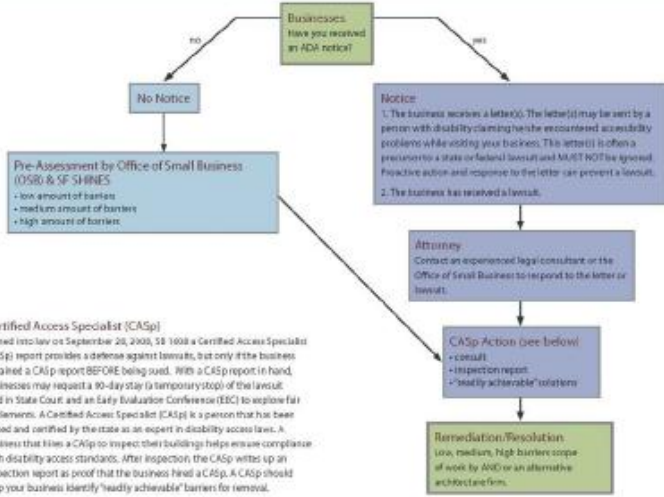 Businesses
Have you received
an ADA notice?
no
yes
No Notice
Pre-Assessment by Office of Small Business
(OSB) & SF SHINES
• low amount of barriers
• medium amount of barriers
• high amount of barriers
Notice
1. The business receives a letter(s). The letter(s) may be sent by a
person with disability claiming he/she encountered accessibility
problems while visiting your business. This letter(s) is often a
precursor to a state or federal lawsuit and MUST NOT be ignored.
Proactive action and response to the letter can prevent a lawsuit.
2. The business has received a lawsuit.
Attorney
Contact an experienced legal consultant or the
Office of Small Business to respond to the letter or
lawsuit.
CASp Action (see below)
• consult
• inspection report
• "readily achievable" solutions
Remediation/Resolution
Low, medium, high barriers scope
of work by AND or an alternative
architecture firm.
rtified Access Specialist (CASp)
ned into law on September 28, 2008, SB 1608 a Certified Access Specialist
Sp) report provides a defense against lawsuits, but only if the business
ained a CASp report BEFORE being sued. With a CASp report in hand,
inesses may request a 90-day stay (a temporary stop) of the lawsuit
d in State Court and an Early Evaluation Conference (EEC) to explore fair
lements. A Certified Access Specialist (CASp) is a person that has been
ed and certified by the state as an expert in disability access laws. A
iness that hires a CASp to inspect their buildings helps ensure compliance
h disability access standards. After inspection, the CASp writes up an
ection report as proof that the business hired a CASp. A CASp should
p your business identify "readily achievable" barriers for removal.